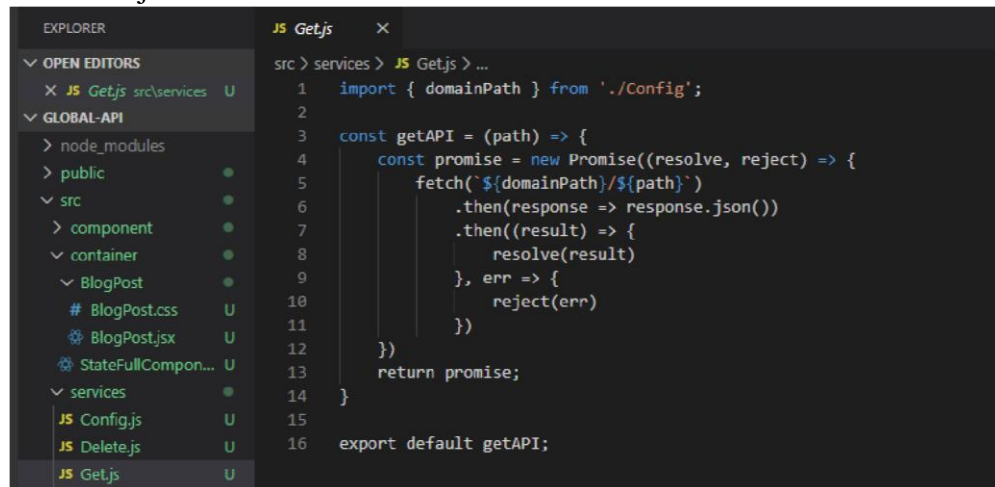 EXPLORER
OPEN EDITORS
JS Get.js src\services U
GLOBAL-API
node_modules
public
src
component
container
BlogPost
# BlogPost.css U
BlogPost.jsx U
StateFullCompon... U
services
JS Config.js U
JS Delete.js U
JS Get.js U
JS Get.js
src > services > JS Get.js > ...
1 import { domainPath } from './Config';
2
3 const getAPI = (path) => {
4 const promise = new Promise((resolve, reject) => {
5 fetch(`${domainPath}/${path}`)
6 .then(response => response.json())
7 .then((result) => {
8 resolve(result)
9 }, err => {
10 reject(err)
11 })
12 })
13 return promise;
14 }
15
16 export default getAPI;